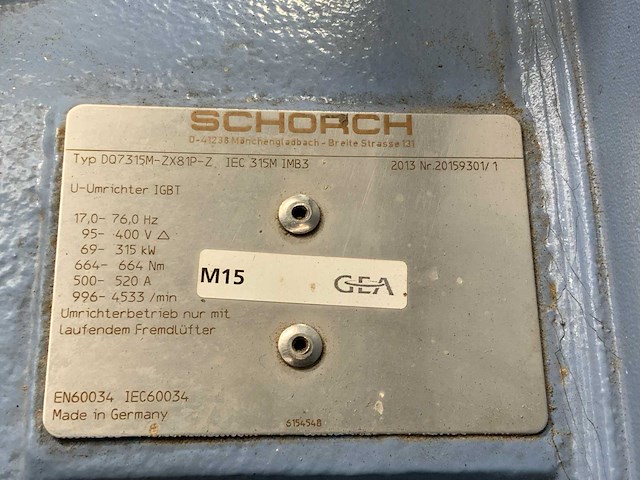 SCHORCH
D-41238 Mönchengladbach - Breite Strasse 131
Typ DQ7315M-ZX81P-Z IEC 315M IMB3 2013 Nr.20159301/1
U-Umrichter IGBT
17,0- 76,0 Hz
95- 400 V △
69- 315 kW
664- 664 Nm
500- 520 A
996- 4533 /min
M15 GEA
Umrichterbetrieb nur mit
laufendem Fremdlüfter
EN60034 IEC60034
Made in Germany
6154548